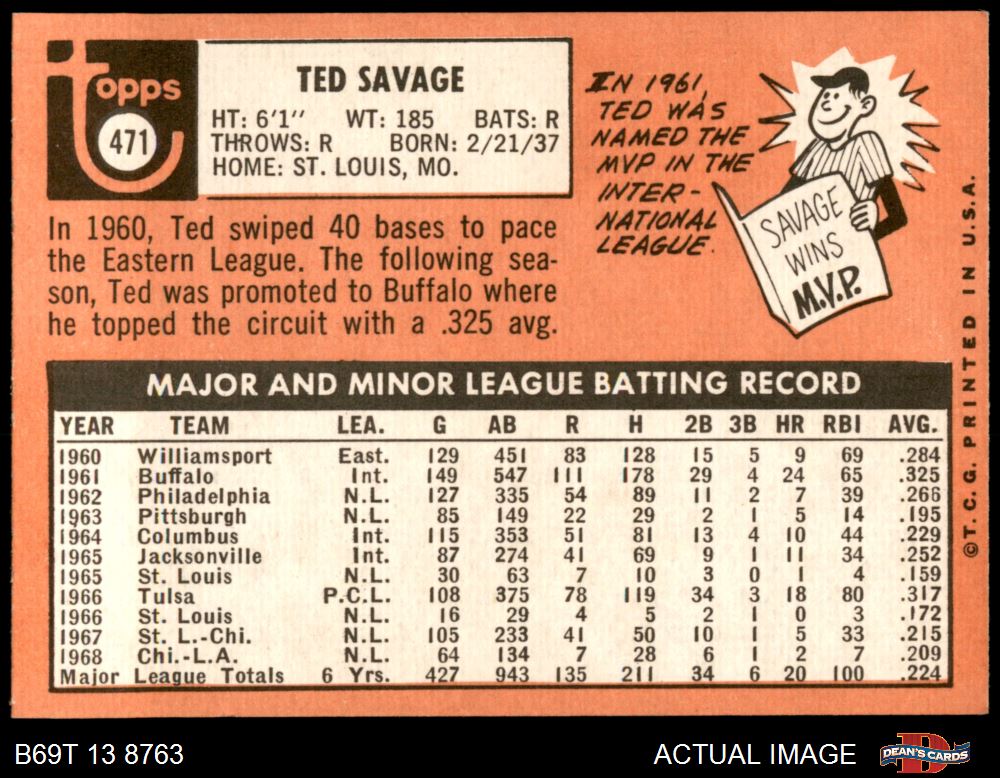 topps
471
TED SAVAGE
HT: 6'1" WT: 185 BATS: R
THROWS: R BORN: 2/21/37
HOME: ST. LOUIS, MO.
In 1960, Ted swiped 40 bases to pace
the Eastern League. The following sea-
son, Ted was promoted to Buffalo where
he topped the circuit with a .325 avg.
IN 1961,
TED WAS
NAMED THE
MVP IN THE
INTER-
NATIONAL
LEAGUE.
SAVAGE
WINS
M.V.P.
MAJOR AND MINOR LEAGUE BATTING RECORD
YEAR TEAM LEA. G AB R H 2B 3B HR RBI AVG.
1960 Williamsport East. 129 451 83 128 15 5 9 69 .284
1961 Buffalo Int. 149 547 111 178 29 4 24 65 .325
1962 Philadelphia N.L. 127 335 54 89 11 2 7 39 .266
1963 Pittsburgh N.L. 85 149 22 29 2 1 5 14 .195
1964 Columbus Int. 115 353 51 81 13 4 10 44 .229
1965 Jacksonville Int. 87 274 41 69 9 1 11 34 .252
1965 St. Louis N.L. 30 63 7 10 3 0 1 4 .159
1966 Tulsa P.C.L. 108 375 78 119 34 3 18 80 .317
1966 St. Louis N.L. 16 29 4 5 2 1 0 3 .172
1967 St. L.-Chi. N.L. 105 233 41 50 10 1 5 33 .215
1968 Chi.-L.A. N.L. 64 134 7 28 6 1 2 7 .209
Major League Totals 6 Yrs. 427 943 135 211 34 6 20 100 .224
©T.C.G. PRINTED IN U.S.A.
B69T 13 8763
ACTUAL IMAGE
DEAN'S CARDS